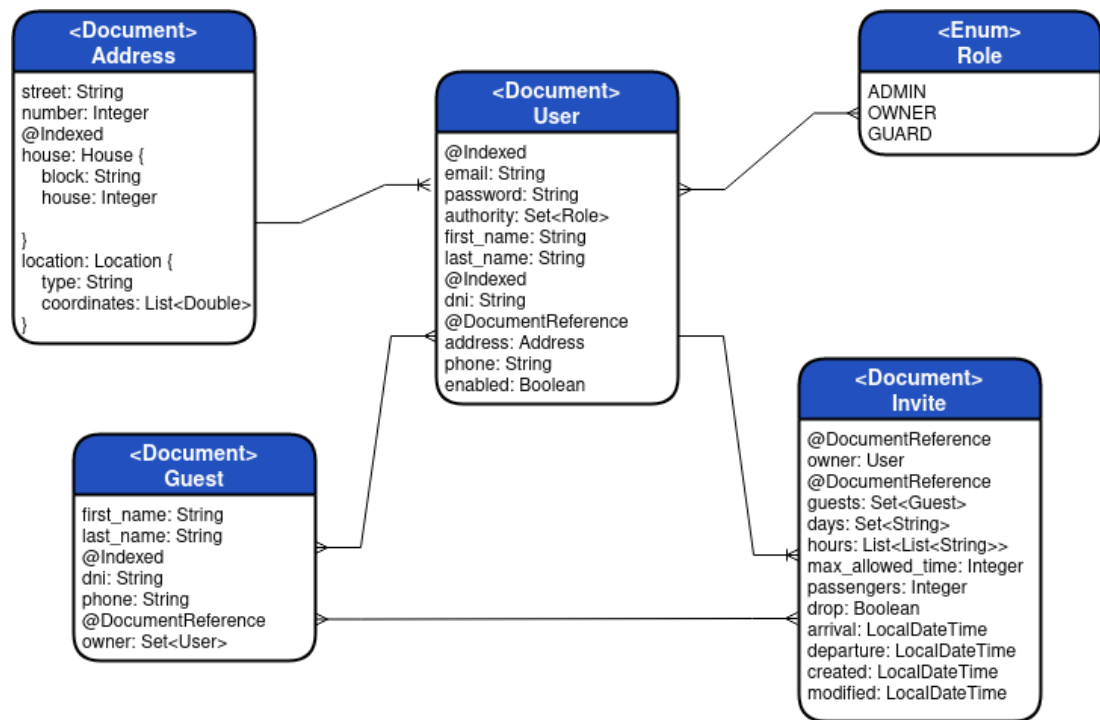 <Document>
Address
street: String
number: Integer
@Indexed
house: House {
block: String
house: Integer
}
location: Location {
type: String
coordinates: List<Double>
}
<Document>
User
@Indexed
email: String
password: String
authority: Set<Role>
first_name: String
last_name: String
@Indexed
dni: String
@DocumentReference
address: Address
phone: String
enabled: Boolean
<Enum>
Role
ADMIN
OWNER
GUARD
<Document>
Guest
first_name: String
last_name: String
@Indexed
dni: String
phone: String
@DocumentReference
owner: Set<User>
<Document>
Invite
@DocumentReference
owner: User
@DocumentReference
guests: Set<Guest>
days: Set<String>
hours: List<List<String>>
max_allowed_time: Integer
passengers: Integer
drop: Boolean
arrival: LocalDateTime
departure: LocalDateTime
created: LocalDateTime
modified: LocalDateTime